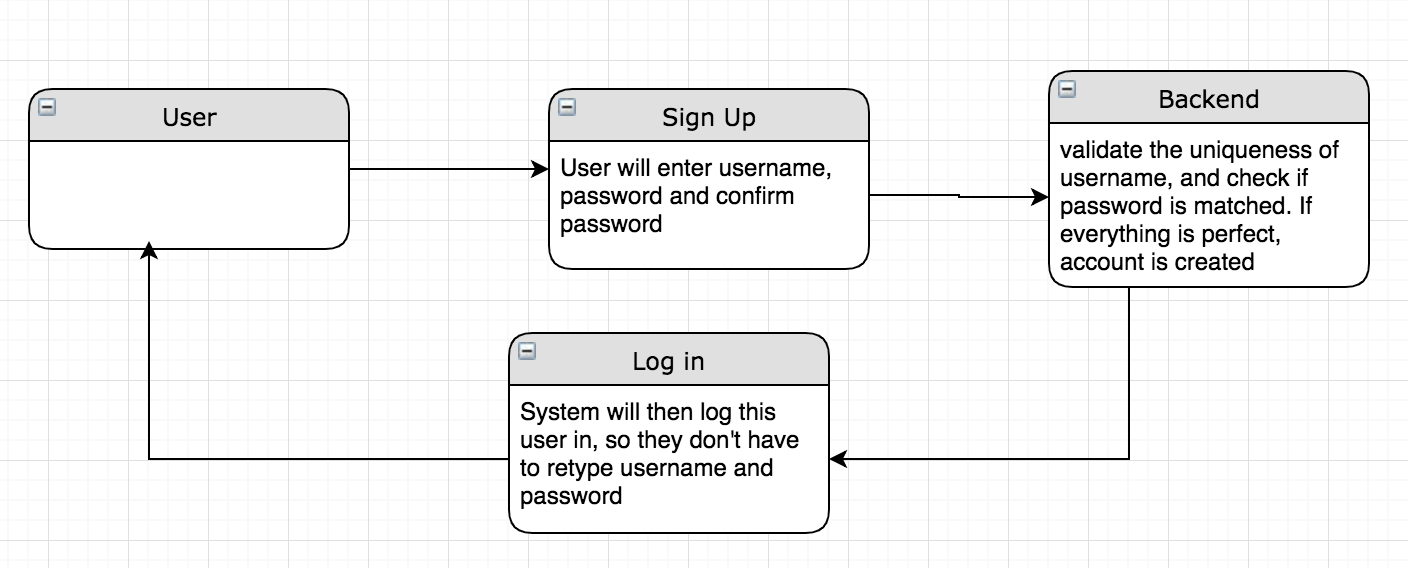 User
Sign Up
User will enter username,
password and confirm
password
Backend
validate the uniqueness of
username, and check if
password is matched. If
everything is perfect,
account is created
Log in
System will then log this
user in, so they don't have
to retype username and
password